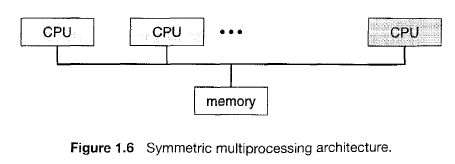 CPU CPU ••• CPU
memory
Figure 1.6 Symmetric multiprocessing architecture.